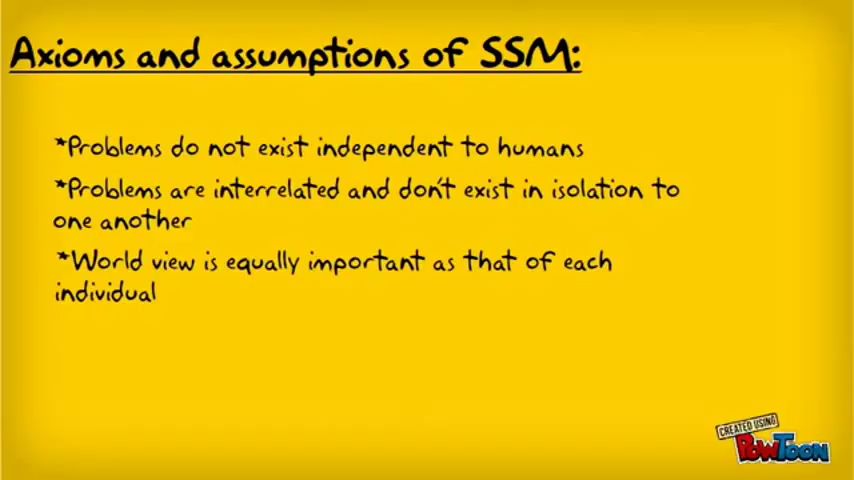 Axioms and assumptions of SSM:
*Problems do not exist independent to humans
*Problems are interrelated and don't exist in isolation to
one another
*World view is equally important as that of each
individual
CREATED USING
POWTOON